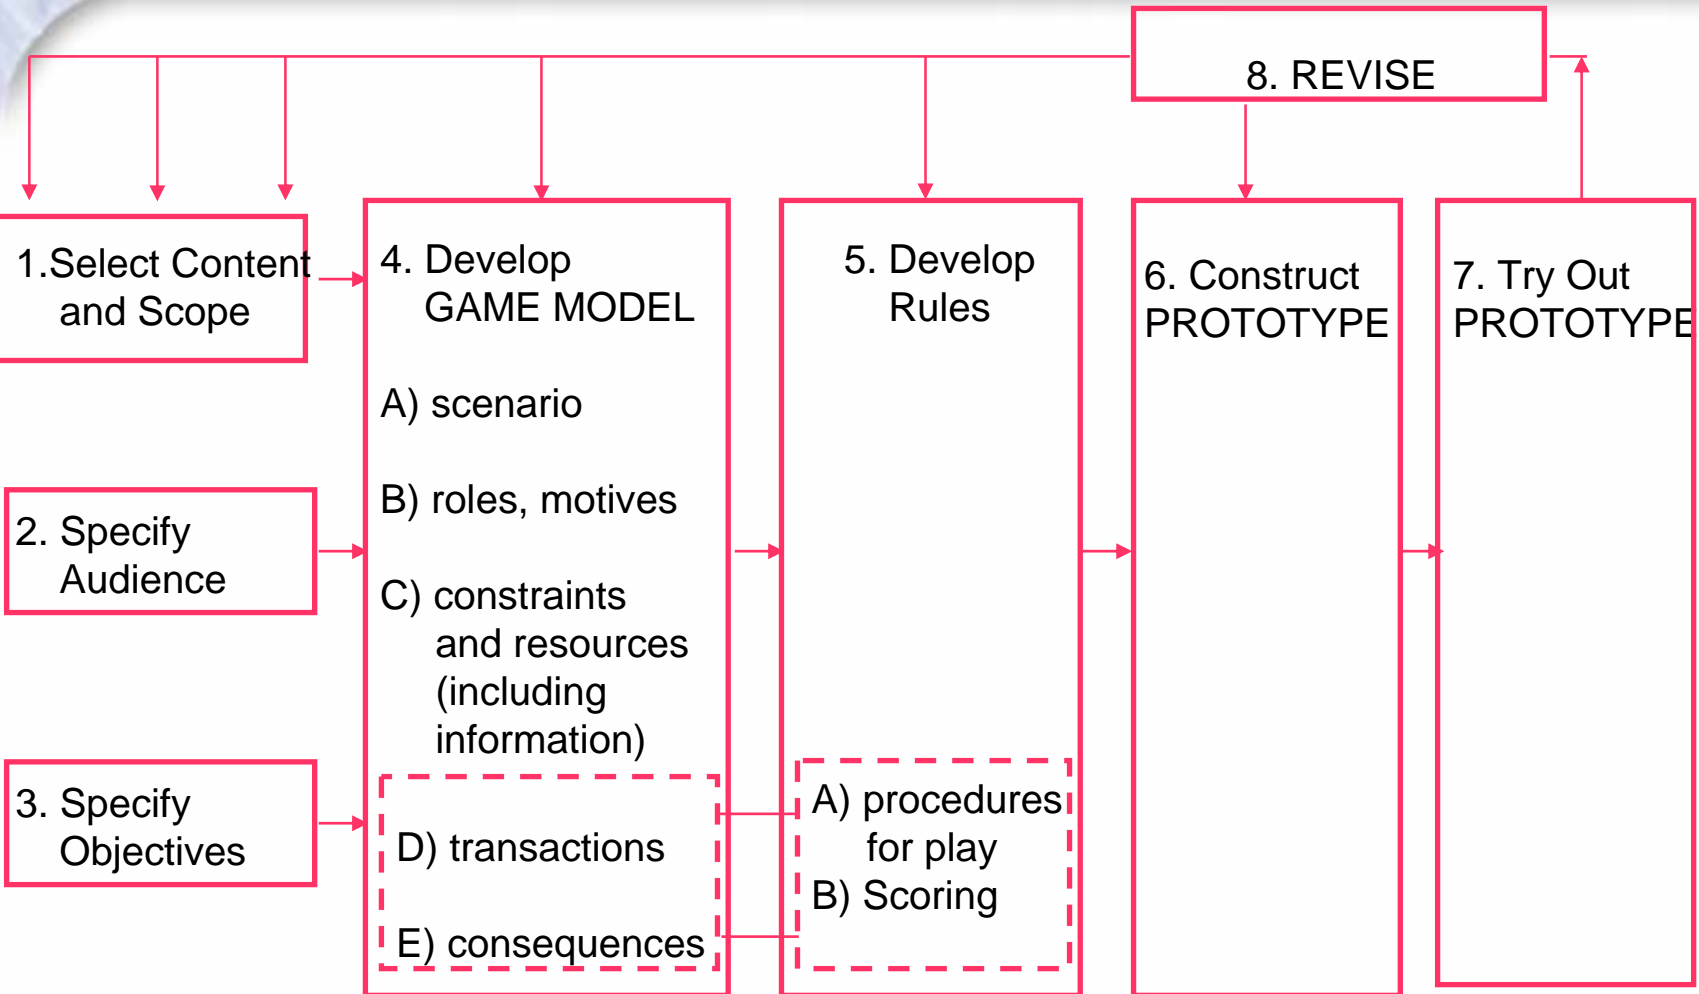 8. REVISE
1.Select Content
and Scope
2. Specify
Audience
3. Specify
Objectives
4. Develop
GAME MODEL
A) scenario
B) roles, motives
C) constraints
and resources
(including
information)
D) transactions
E) consequences
5. Develop
Rules
A) procedures
for play
B) Scoring
6. Construct
PROTOTYPE
7. Try Out
PROTOTYPE